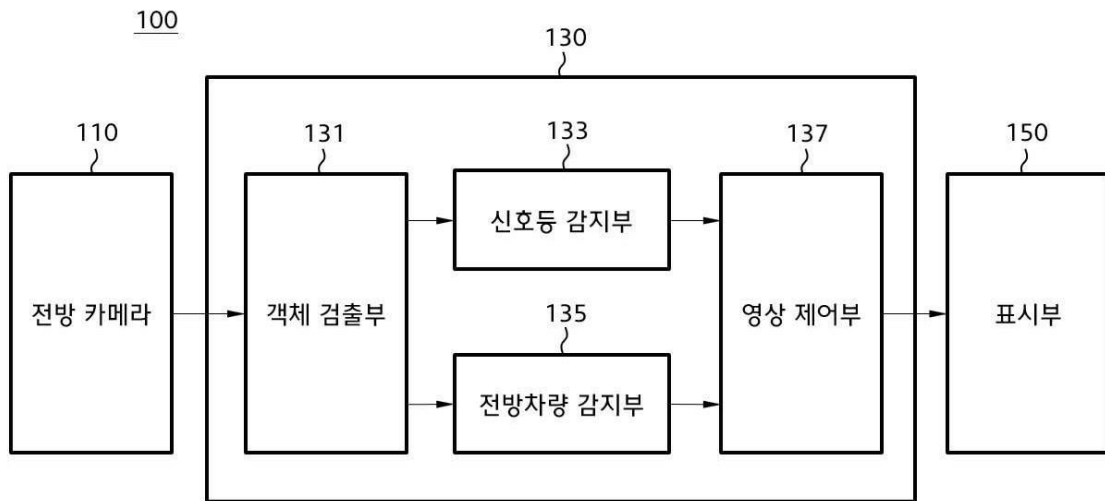 100
130
110
131
133
137
150
신호등 감지부
전방 카메라
객체 검출부
135
영상 제어부
표시부
전방차량 감지부